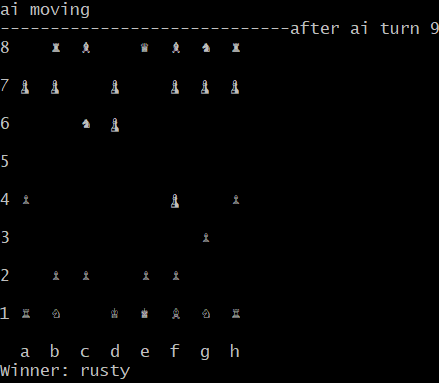 ai moving
-----------------------------after ai turn 9
8
7
6
5
4
3
2
1
a b c d e f g h
Winner: rusty